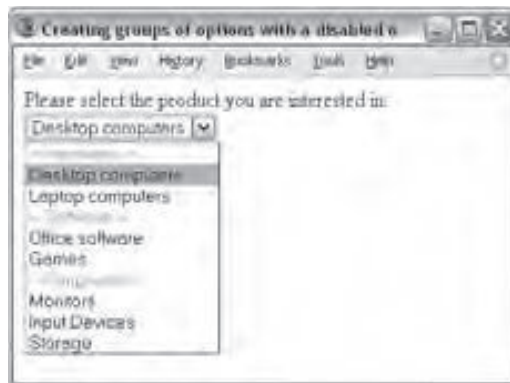 Creating groups of options with a disabled o
File Edit View History Bookmarks Tools Help
Please select the product you are interested in:
Desktop computers
Desktop computers
Laptop computers
Office software
Games
Monitors
Input Devices
Storage